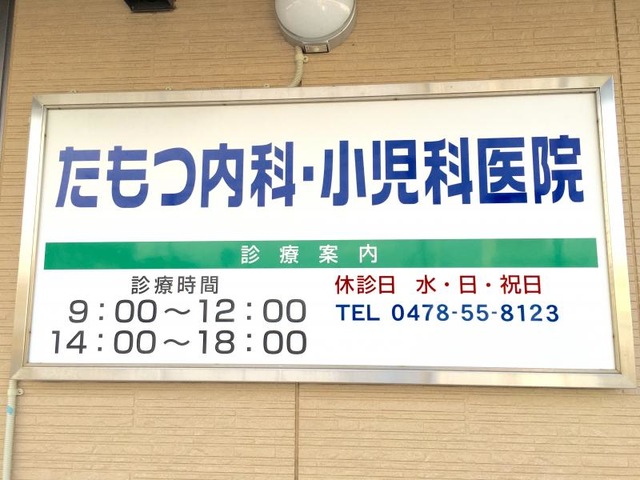 たもつ内科・小児科医院
診療案内
診療時間
9：00～12：00
14：00～18：00
休診日 水・日・祝日
TEL 0478-55-8123